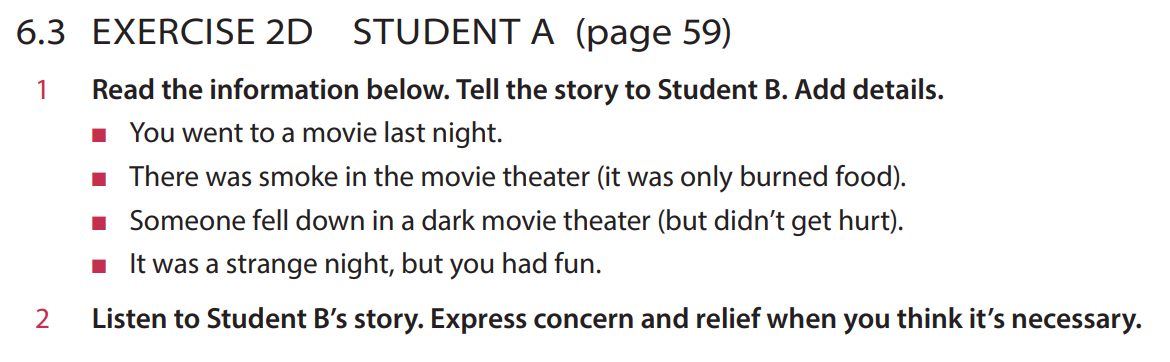 6.3 EXERCISE 2D STUDENT A (page 59)
1 Read the information below. Tell the story to Student B. Add details.
■ You went to a movie last night.
■ There was smoke in the movie theater (it was only burned food).
■ Someone fell down in a dark movie theater (but didn’t get hurt).
■ It was a strange night, but you had fun.
2 Listen to Student B’s story. Express concern and relief when you think it’s necessary.